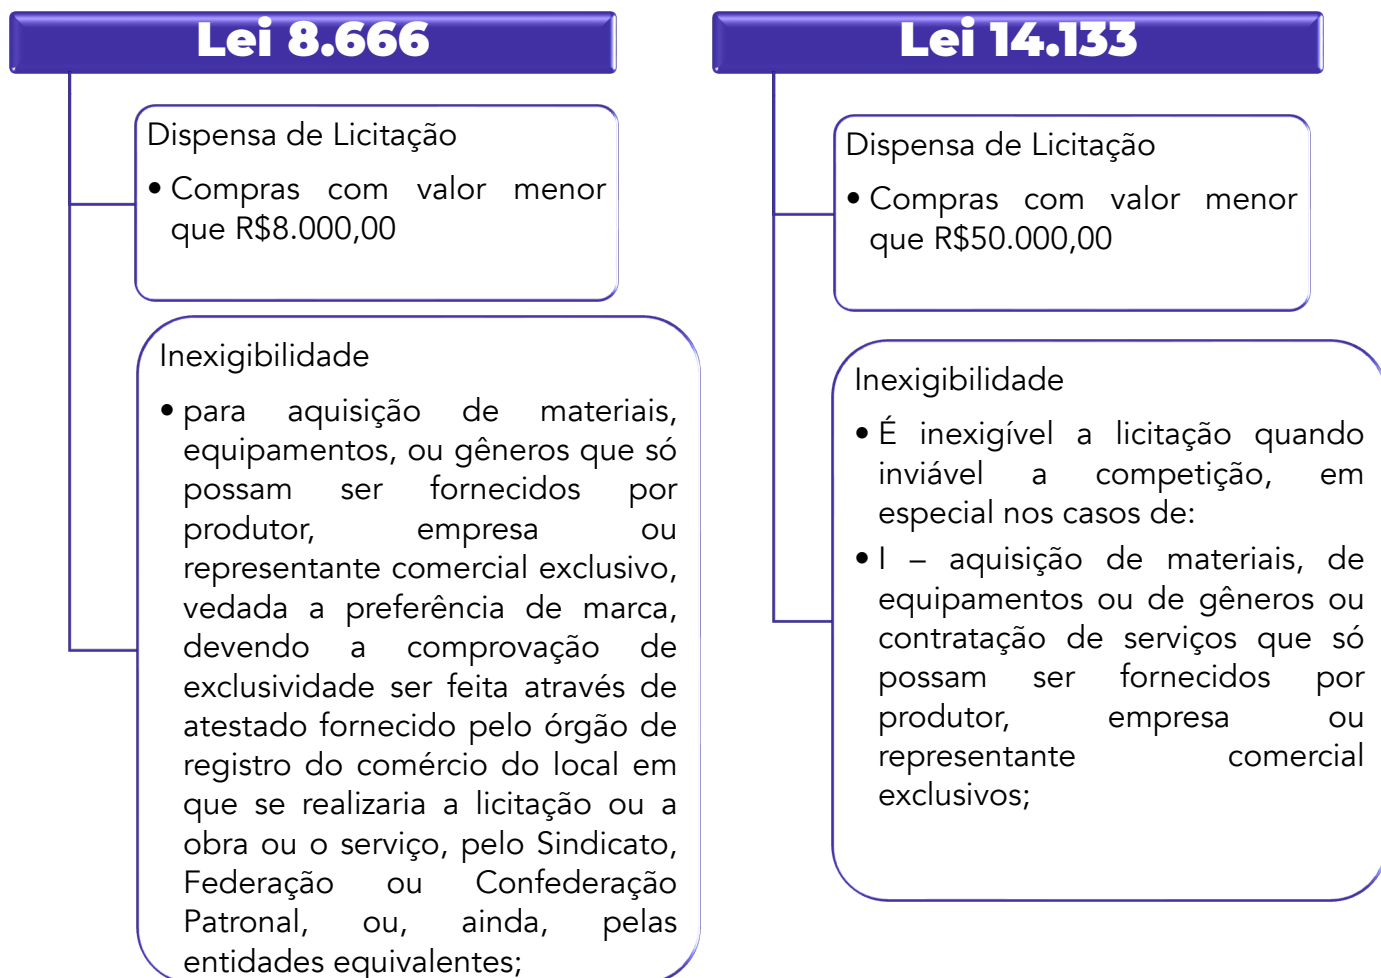 Lei 8.666
Dispensa de Licitação
• Compras com valor menor
que R$8.000,00
Inexigibilidade
• para aquisição de materiais,
equipamentos, ou gêneros que só
possam ser fornecidos por
produtor, empresa ou
representante comercial exclusivo,
vedada a preferência de marca,
devendo a comprovação de
exclusividade ser feita através de
atestado fornecido pelo órgão de
registro do comércio do local em
que se realizaria a licitação ou a
obra ou o serviço, pelo Sindicato,
Federação ou Confederação
Patronal, ou, ainda, pelas
entidades equivalentes;
Lei 14.133
Dispensa de Licitação
• Compras com valor menor
que R$50.000,00
Inexigibilidade
• É inexigível a licitação quando
inviável a competição, em
especial nos casos de:
• I – aquisição de materiais, de
equipamentos ou de gêneros ou
contratação de serviços que só
possam ser fornecidos por
produtor, empresa ou
representante comercial
exclusivos;